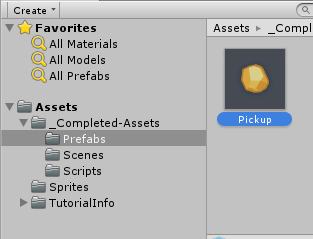 Create
Favorites
All Materials
All Models
All Prefabs
Assets
_Completed-Assets
Prefabs
Scenes
Scripts
Sprites
TutorialInfo
Assets _Compl
Pickup